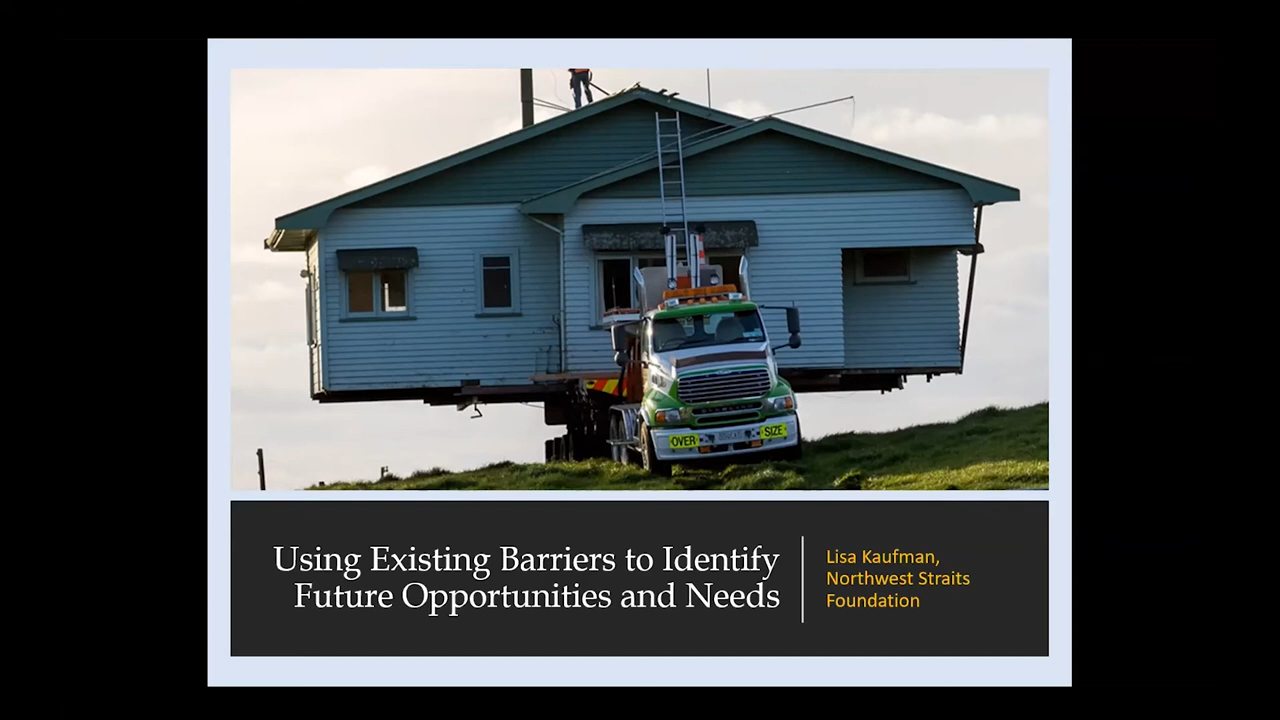 OVER SIZE
Using Existing Barriers to Identify
Future Opportunities and Needs
Lisa Kaufman,
Northwest Straits
Foundation